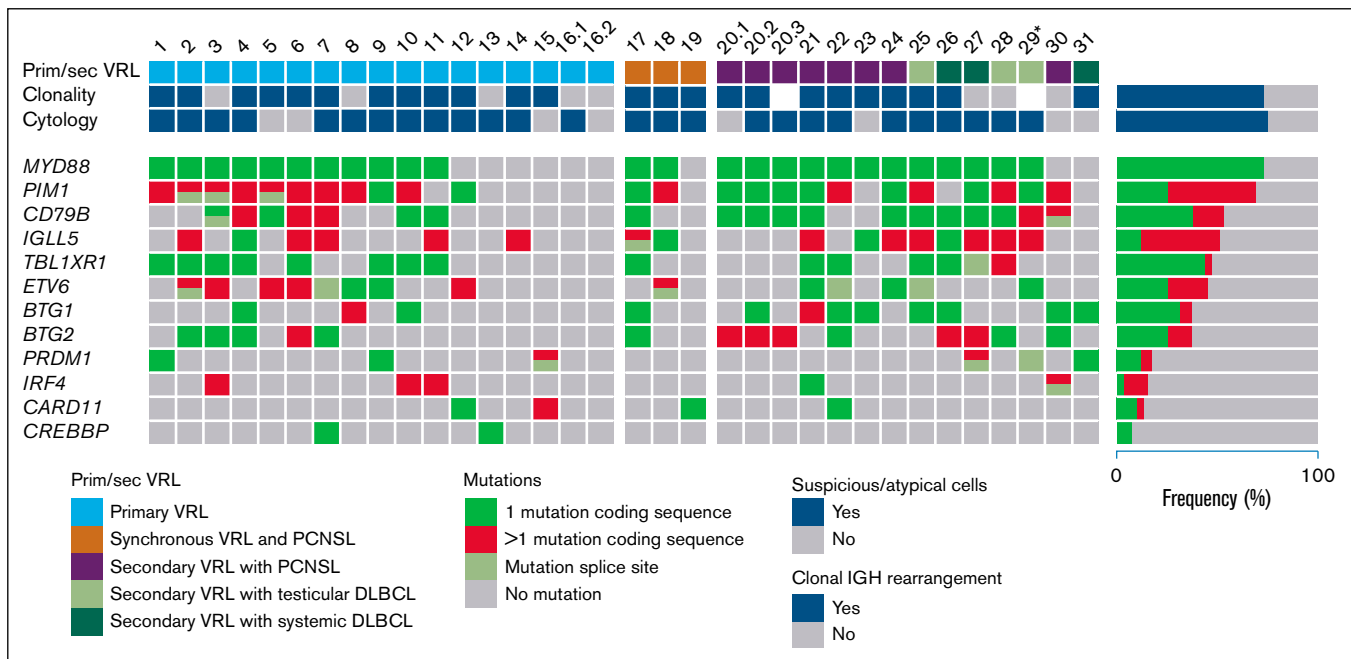 1 2 3 4 5 6 7 8 9 10 11 12 13 14 15 16.1 16.2 17 18 19 20.1 20.2 20.3 21 22 23 24 25 26 27 28 29* 30 31
Prim/sec VRL
Clonality
Cytology
MYD88
PIM1
CD79B
IGLL5
TBL1XR1
ETV6
BTG1
BTG2
PRDM1
IRF4
CARD11
CREBBP
0 100
Frequency (%)
Prim/sec VRL
Primary VRL
Synchronous VRL and PCNSL
Secondary VRL with PCNSL
Secondary VRL with testicular DLBCL
Secondary VRL with systemic DLBCL
Mutations
1 mutation coding sequence
>1 mutation coding sequence
Mutation splice site
No mutation
Suspicious/atypical cells
Yes
No
Clonal IGH rearrangement
Yes
No